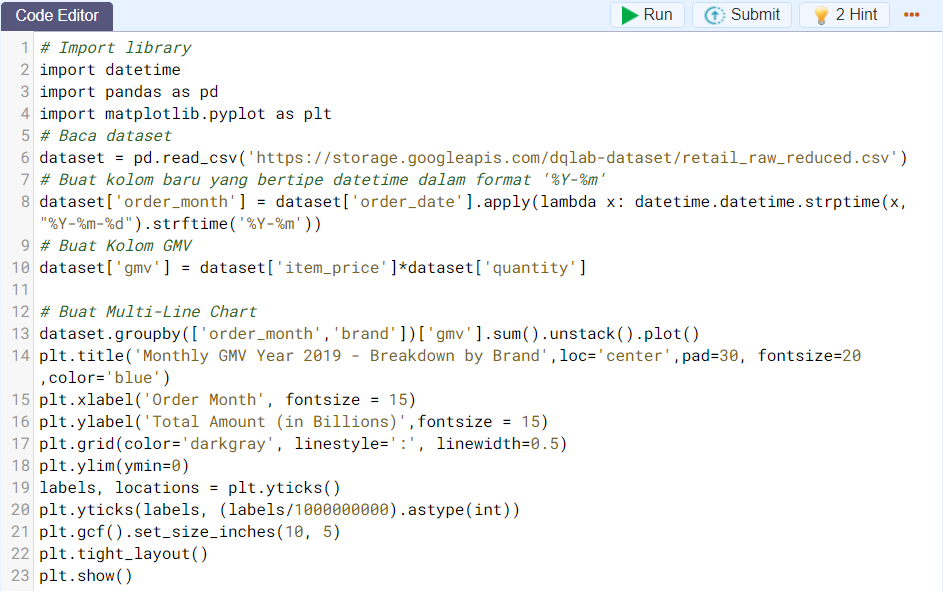 Code Editor Run Submit 2 Hint
1 # Import library
2 import datetime
3 import pandas as pd
4 import matplotlib.pyplot as plt
5 # Baca dataset
6 dataset = pd.read_csv('https://storage.googleapis.com/dqlab-dataset/retail_raw_reduced.csv')
7 # Buat kolom baru yang bertipe datetime dalam format '%Y-%m'
8 dataset['order_month'] = dataset['order_date'].apply(lambda x: datetime.datetime.strptime(x,
"%Y-%m-%d").strftime('%Y-%m'))
9 # Buat Kolom GMV
10 dataset['gmv'] = dataset['item_price']*dataset['quantity']
11
12 # Buat Multi-Line Chart
13 dataset.groupby(['order_month','brand'])['gmv'].sum().unstack().plot()
14 plt.title('Monthly GMV Year 2019 - Breakdown by Brand',loc='center',pad=30, fontsize=20
,color='blue')
15 plt.xlabel('Order Month', fontsize = 15)
16 plt.ylabel('Total Amount (in Billions)',fontsize = 15)
17 plt.grid(color='darkgray', linestyle=':', linewidth=0.5)
18 plt.ylim(ymin=0)
19 labels, locations = plt.yticks()
20 plt.yticks(labels, (labels/1000000000).astype(int))
21 plt.gcf().set_size_inches(10, 5)
22 plt.tight_layout()
23 plt.show()